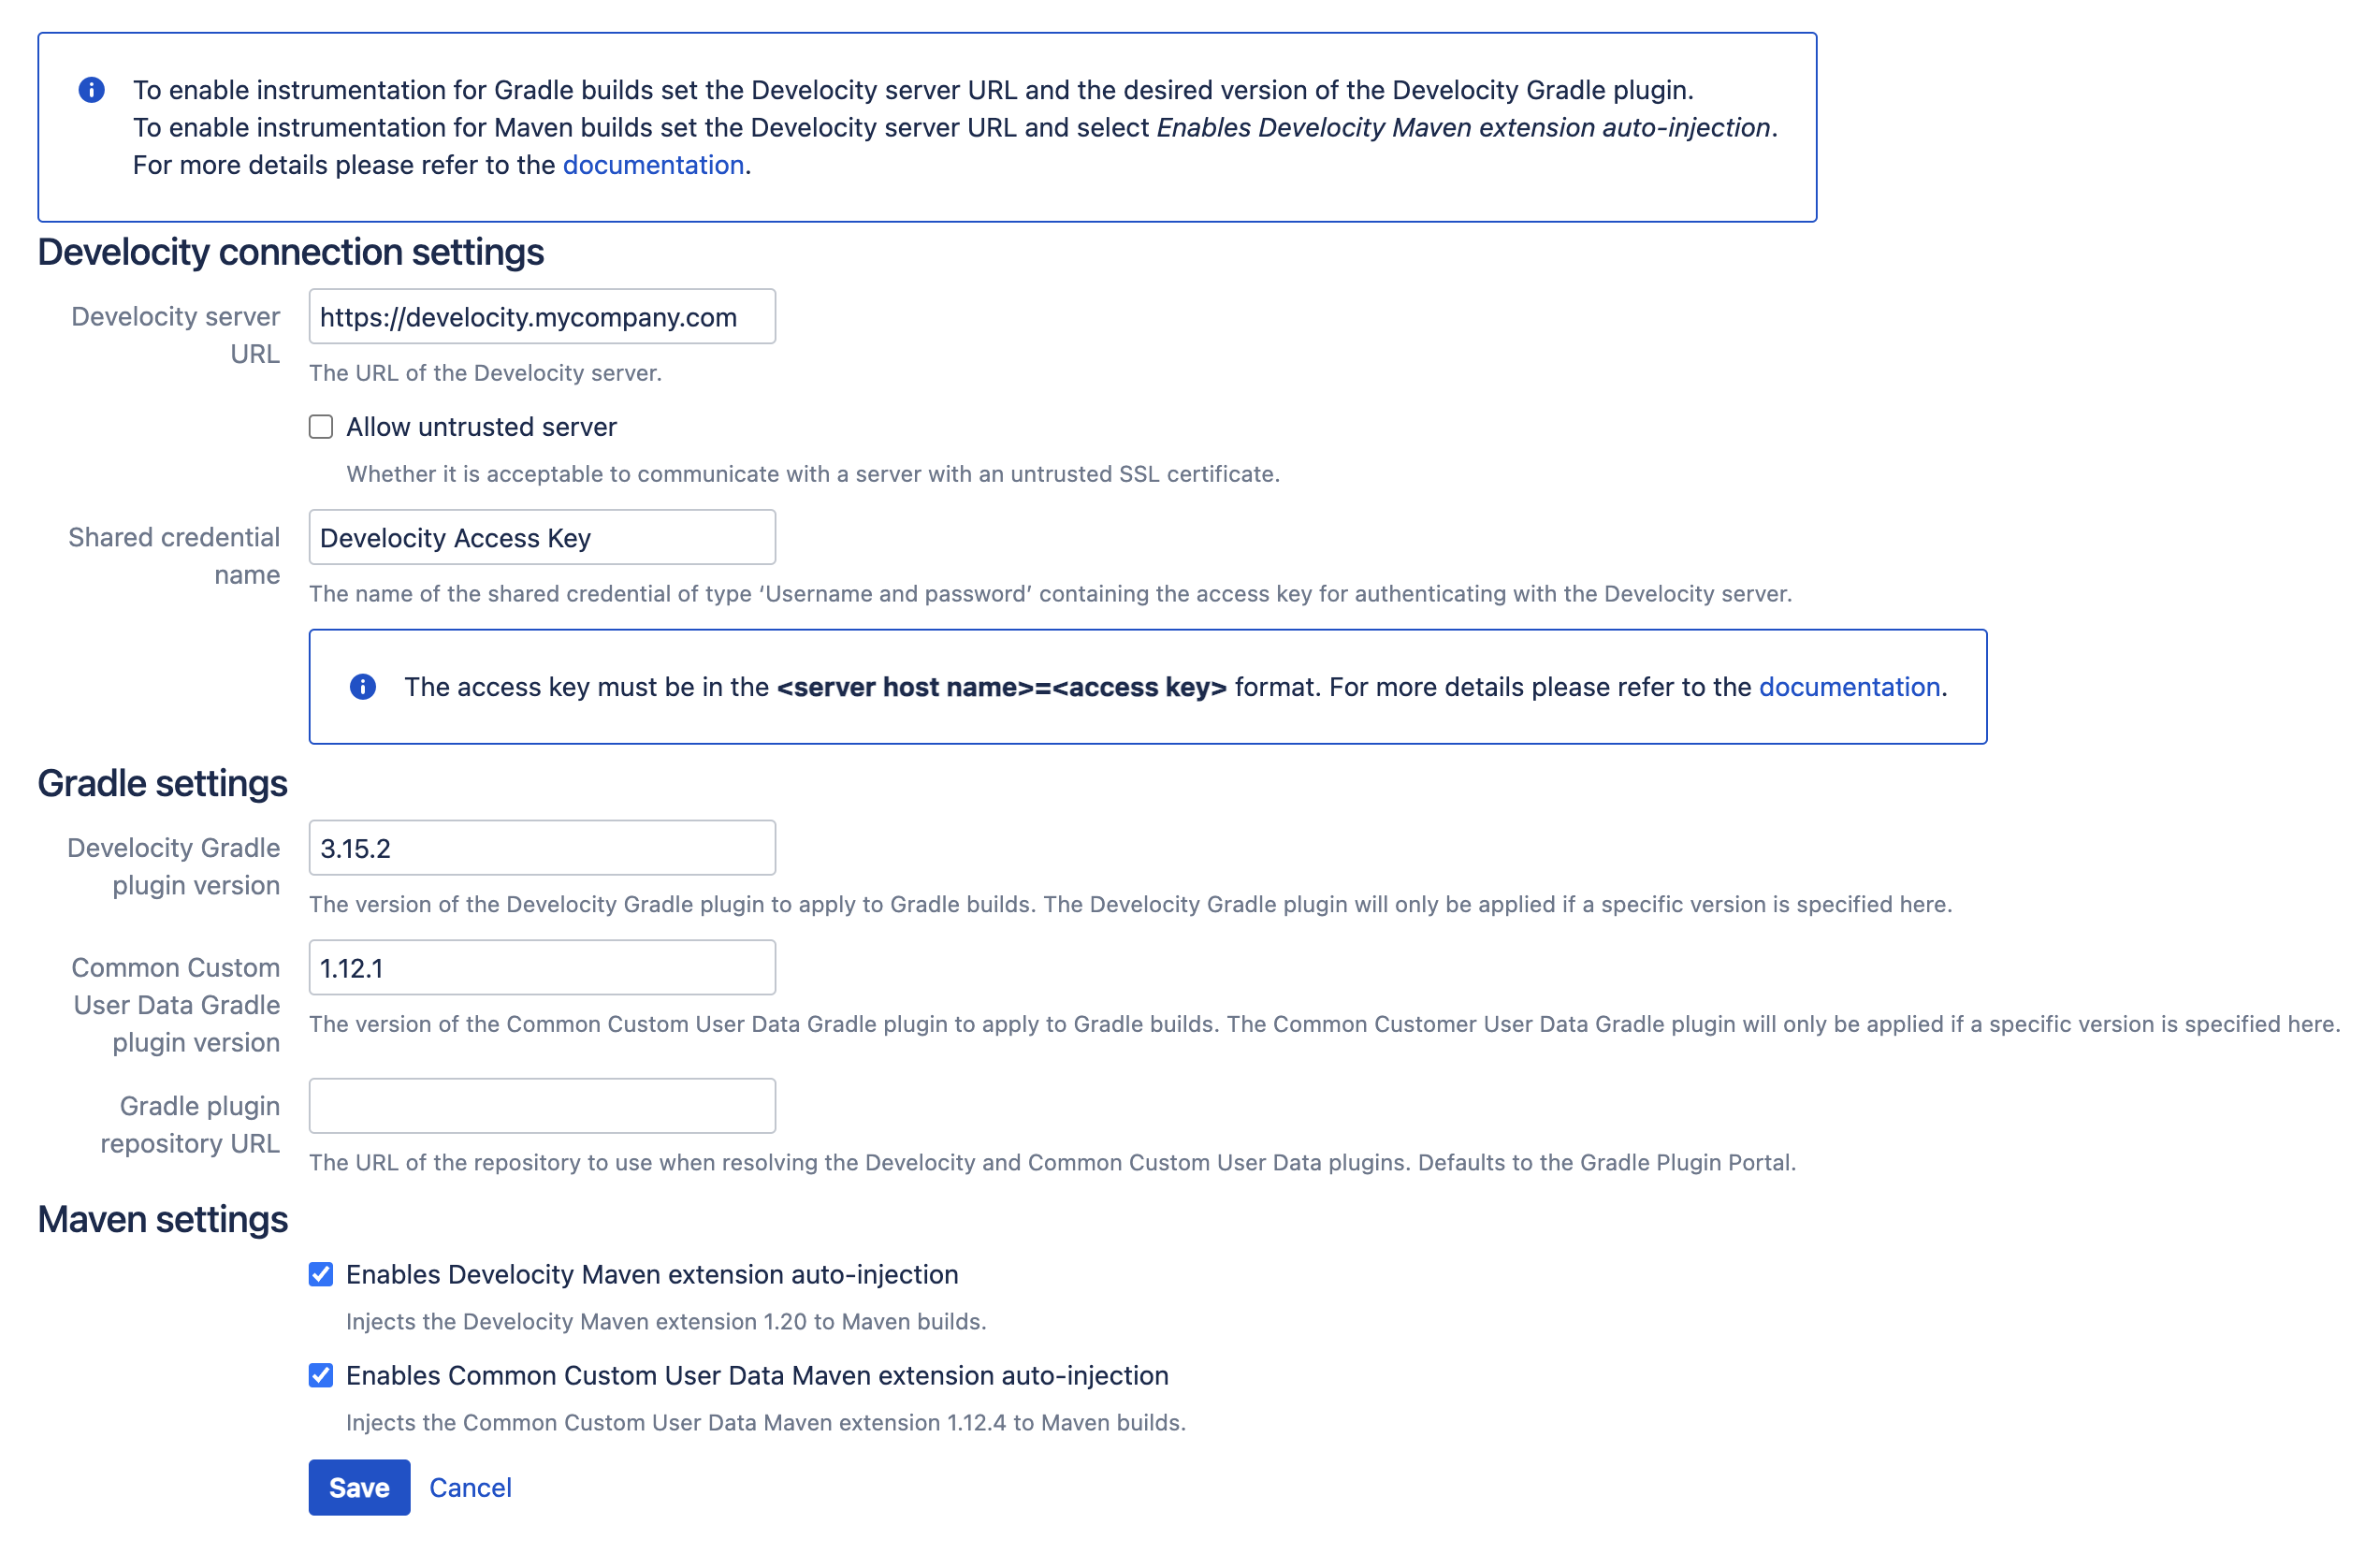 To enable instrumentation for Gradle builds set the Develocity server URL and the desired version of the Develocity Gradle plugin.
To enable instrumentation for Maven builds set the Develocity server URL and select Enables Develocity Maven extension auto-injection.
For more details please refer to the documentation.
Develocity connection settings
Develocity server
URL
https://develocity.mycompany.com
The URL of the Develocity server.
Allow untrusted server
Whether it is acceptable to communicate with a server with an untrusted SSL certificate.
Shared credential
name
Develocity Access Key
The name of the shared credential of type ‘Username and password’ containing the access key for authenticating with the Develocity server.
The access key must be in the <server host name>=<access key> format. For more details please refer to the documentation.
Gradle settings
Develocity Gradle
plugin version
3.15.2
The version of the Develocity Gradle plugin to apply to Gradle builds. The Develocity Gradle plugin will only be applied if a specific version is specified here.
Common Custom
User Data Gradle
plugin version
1.12.1
The version of the Common Custom User Data Gradle plugin to apply to Gradle builds. The Common Customer User Data Gradle plugin will only be applied if a specific version is specified here.
Gradle plugin
repository URL
The URL of the repository to use when resolving the Develocity and Common Custom User Data plugins. Defaults to the Gradle Plugin Portal.
Maven settings
Enables Develocity Maven extension auto-injection
Injects the Develocity Maven extension 1.20 to Maven builds.
Enables Common Custom User Data Maven extension auto-injection
Injects the Common Custom User Data Maven extension 1.12.4 to Maven builds.
Save Cancel